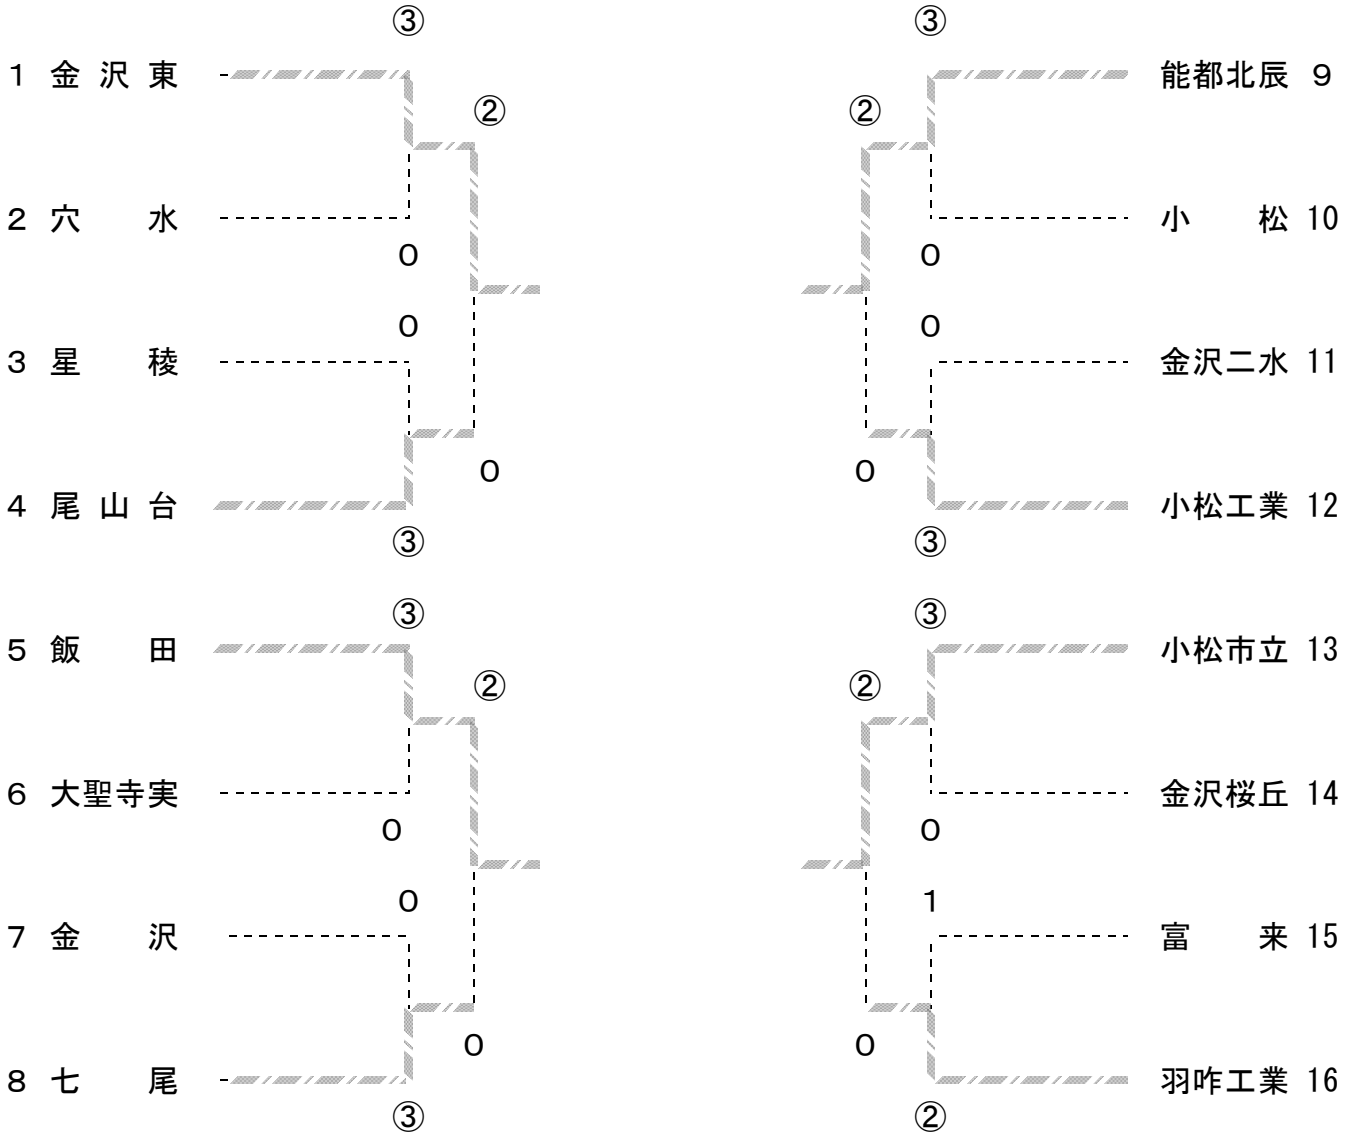 ③ ③
1 金沢東 能都北辰 9
② ②
2 穴水 小松 10
0 0
0 0
3 星稜 金沢二水 11
0 0
4 尾山台 小松工業 12
③ ③
③ ③
5 飯田 小松市立 13
② ②
6 大聖寺実 金沢桜丘 14
0 0
0 1
7 金沢 富来 15
0 0
8 七尾 羽咋工業 16
③ ②